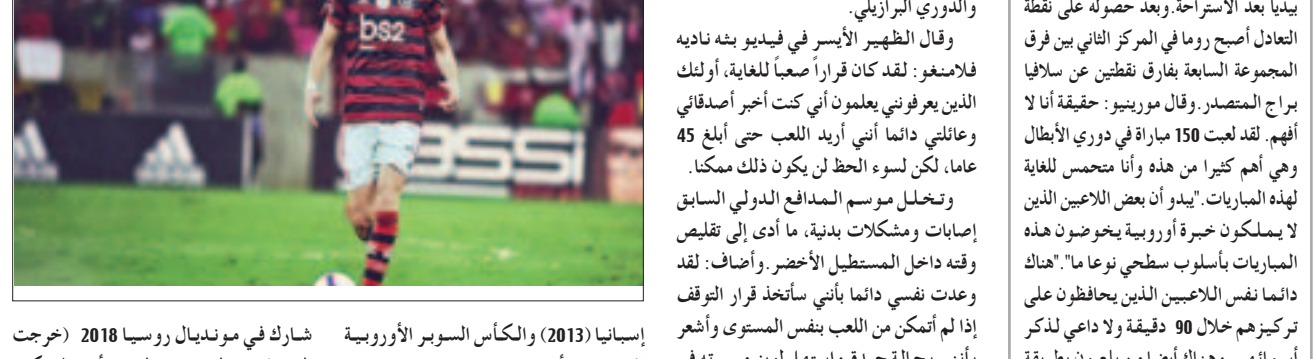 بيديا بعد الاستراحة.وبعد حصوله على نقطة
التعادل أصبح روما في المركز الثاني بين فرق
المجموعة السابعة بفارق نقطتين عن سلافيا
براج المتصدر.وقال مورينيو: حقيقة أنا لا
أفهم. لقد لعبت 150 مباراة في دوري الأبطال
وهي أهم كثيرا من هذه وأنا متحمس للغاية
لهذه المباريات."يبدو أن بعض اللاعبين الذين
لا يملكون خبرة أوروبية يخوضون هذه
المباريات بأسلوب سطحي نوعا ما"."هناك
دائما نفس اللاعبين الذين يحافظون على
تركيزهم خلال 90 دقيقة ولا داعي لذكر
والدوري البرازيلي.
وقال الظهير الأيسر في فيديو بثه ناديه
فلامنغو: لقد كان قراراً صعباً للغاية، أولئك
الذين يعرفونني يعلمون أني كنت أخبر أصدقائي
وعائلتي دائما أنني أريد اللعب حتى أبلغ 45
عاما، لكن لسوء الحظ لن يكون ذلك ممكنا.
وتخلل موسم المدافع الدولي السابق
إصابات ومشكلات بدنية، ما أدى إلى تقليص
وقته داخل المستطيل الأخضر.وأضاف: لقد
وعدت نفسي دائما بأنني سأتخذ قرار التوقف
إذا لم أتمكن من اللعب بنفس المستوى وأشعر
bs2
إسبانيا (2013) والكأس السوبر الأوروبية
شارك في مونديال روسيا 2018 (خرجت